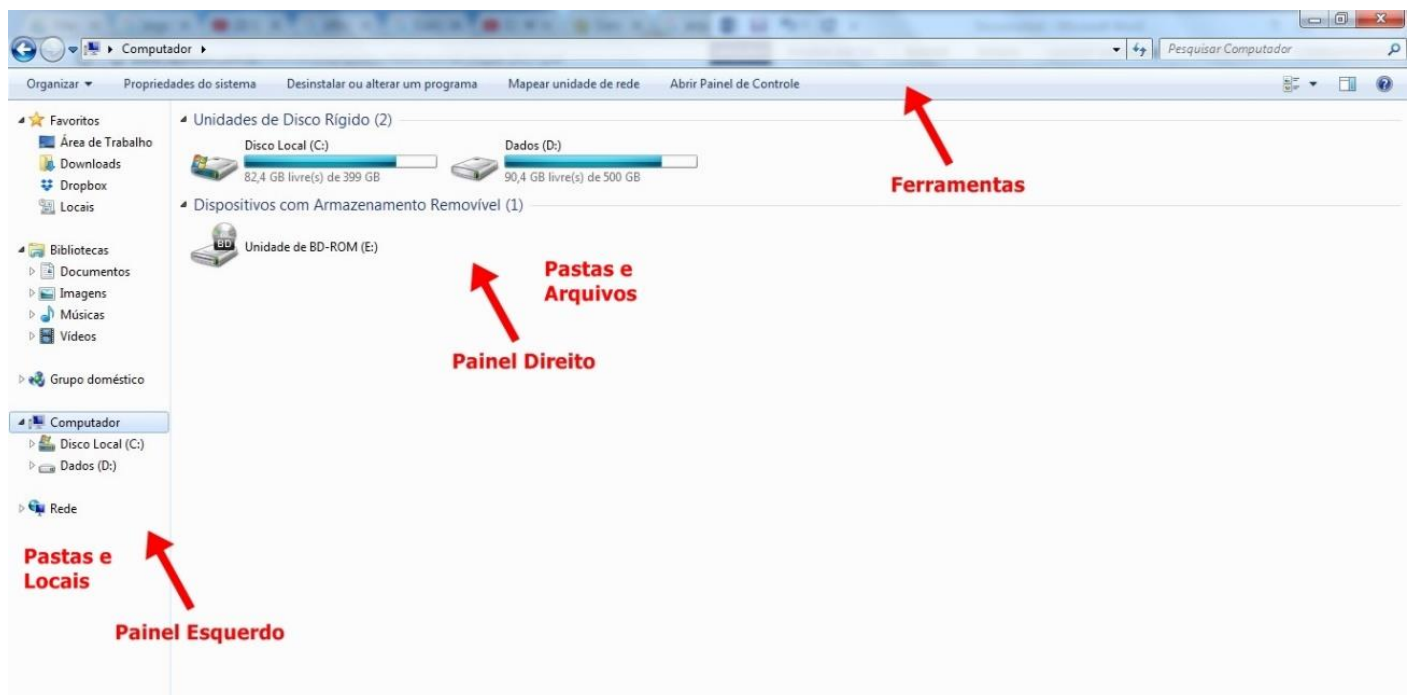 Computador
Pesquisar Computador
Organizar Propriedades do sistema Desinstalar ou alterar um programa Mapear unidade de rede Abrir Painel de Controle
Favoritos
Área de Trabalho
Downloads
Dropbox
Locais
Bibliotecas
Documentos
Imagens
Músicas
Vídeos
Grupo doméstico
Computador
Disco Local (C:)
Dados (D:)
Rede
Pastas e
Locais
Painel Esquerdo
Unidades de Disco Rígido (2)
Disco Local (C:)
82,4 GB livre(s) de 399 GB
Dados (D:)
90,4 GB livre(s) de 500 GB
Dispositivos com Armazenamento Removível (1)
BD
Unidade de BD-ROM (E:)
Pastas e
Arquivos
Painel Direito
Ferramentas